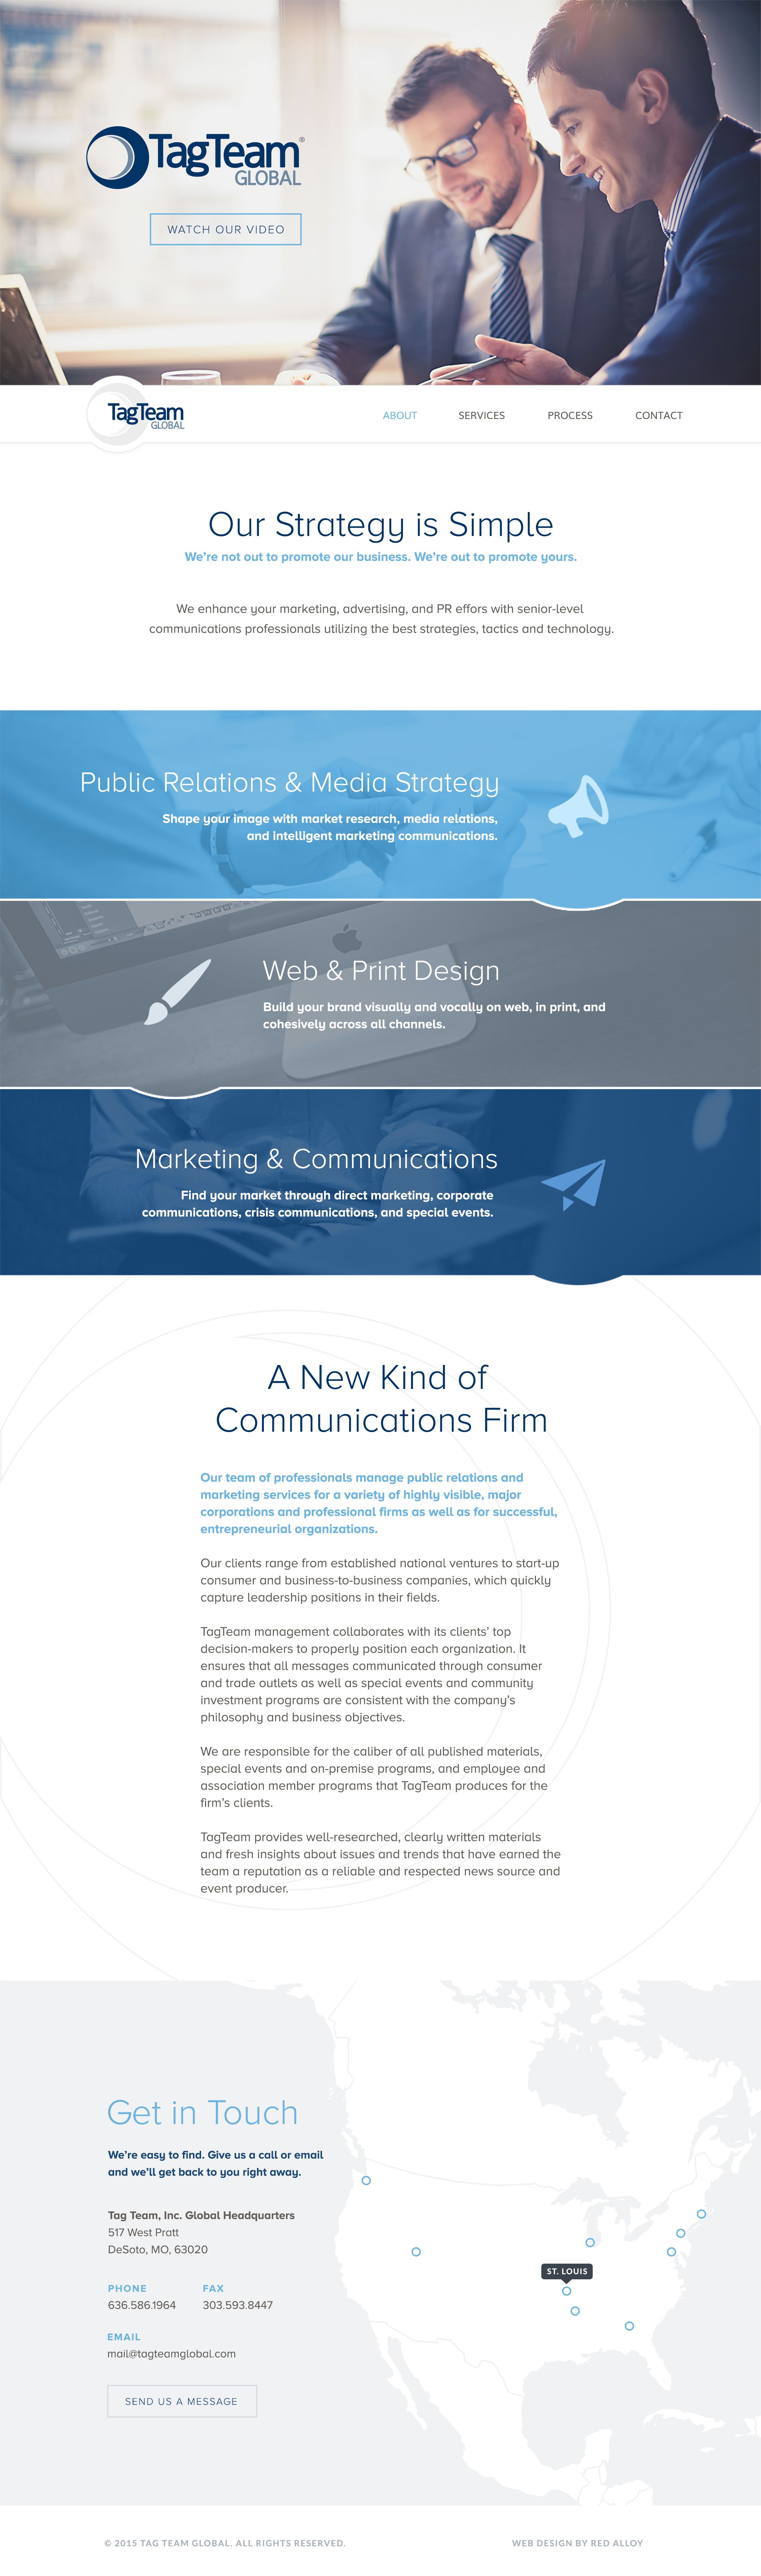 TagTeam®
GLOBAL
WATCH OUR VIDEO
TagTeam
GLOBAL
ABOUT SERVICES PROCESS CONTACT
Our Strategy is Simple
We're not out to promote our business. We're out to promote yours.
We enhance your marketing, advertising, and PR effors with senior-level
communications professionals utilizing the best strategies, tactics and technology.
Public Relations & Media Strategy
Shape your image with market research, media relations,
and intelligent marketing communications.
Web & Print Design
Build your brand visually and vocally on web, in print, and
cohesively across all channels.
Marketing & Communications
Find your market through direct marketing, corporate
communications, crisis communications, and special events.
A New Kind of
Communications Firm
Our team of professionals manage public relations and
marketing services for a variety of highly visible, major
corporations and professional firms as well as for successful,
entrepreneurial organizations.
Our clients range from established national ventures to start-up
consumer and business-to-business companies, which quickly
capture leadership positions in their fields.
TagTeam management collaborates with its clients' top
decision-makers to properly position each organization. It
ensures that all messages communicated through consumer
and trade outlets as well as special events and community
investment programs are consistent with the company's
philosophy and business objectives.
We are responsible for the caliber of all published materials,
special events and on-premise programs, and employee and
association member programs that TagTeam produces for the
firm's clients.
TagTeam provides well-researched, clearly written materials
and fresh insights about issues and trends that have earned the
team a reputation as a reliable and respected news source and
event producer.
Get in Touch
We're easy to find. Give us a call or email
and we'll get back to you right away.
Tag Team, Inc. Global Headquarters
517 West Pratt
DeSoto, MO, 63020
PHONE FAX
636.586.1964 303.593.8447
EMAIL
mail@tagteamglobal.com
SEND US A MESSAGE
ST. LOUIS
© 2015 TAG TEAM GLOBAL. ALL RIGHTS RESERVED. WEB DESIGN BY RED ALLOY